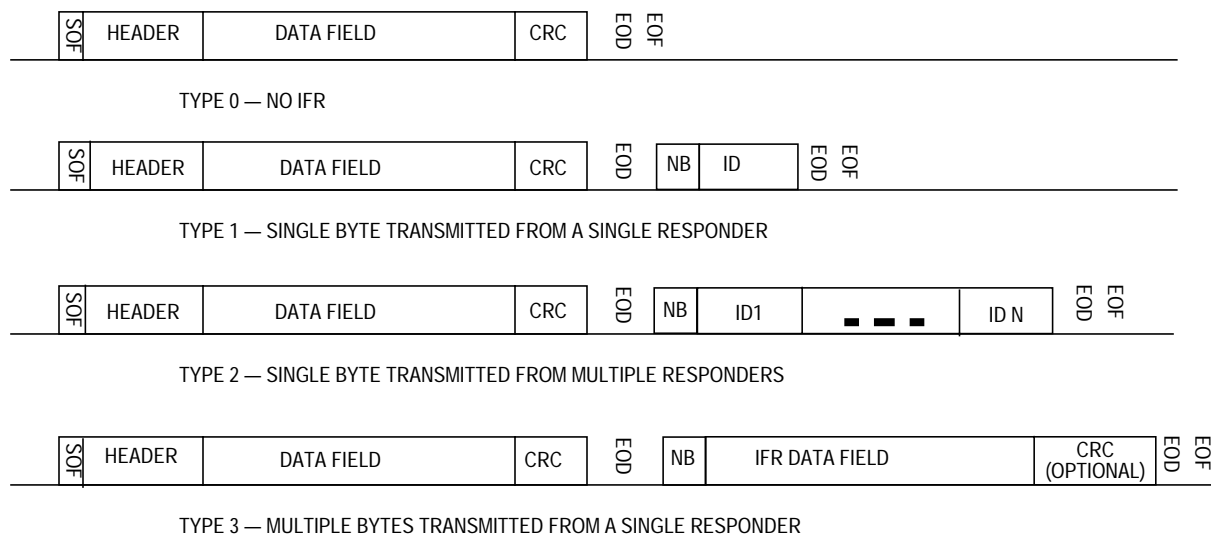 SOF HEADER DATA FIELD CRC EOD EOF
TYPE 0 — NO IFR
SOF HEADER DATA FIELD CRC EOD NB ID EOD EOF
TYPE 1 — SINGLE BYTE TRANSMITTED FROM A SINGLE RESPONDER
SOF HEADER DATA FIELD CRC EOD NB ID1 ID N EOD EOF
TYPE 2 — SINGLE BYTE TRANSMITTED FROM MULTIPLE RESPONDERS
SOF HEADER DATA FIELD CRC EOD NB IFR DATA FIELD CRC (OPTIONAL) EOD EOF
TYPE 3 — MULTIPLE BYTES TRANSMITTED FROM A SINGLE RESPONDER